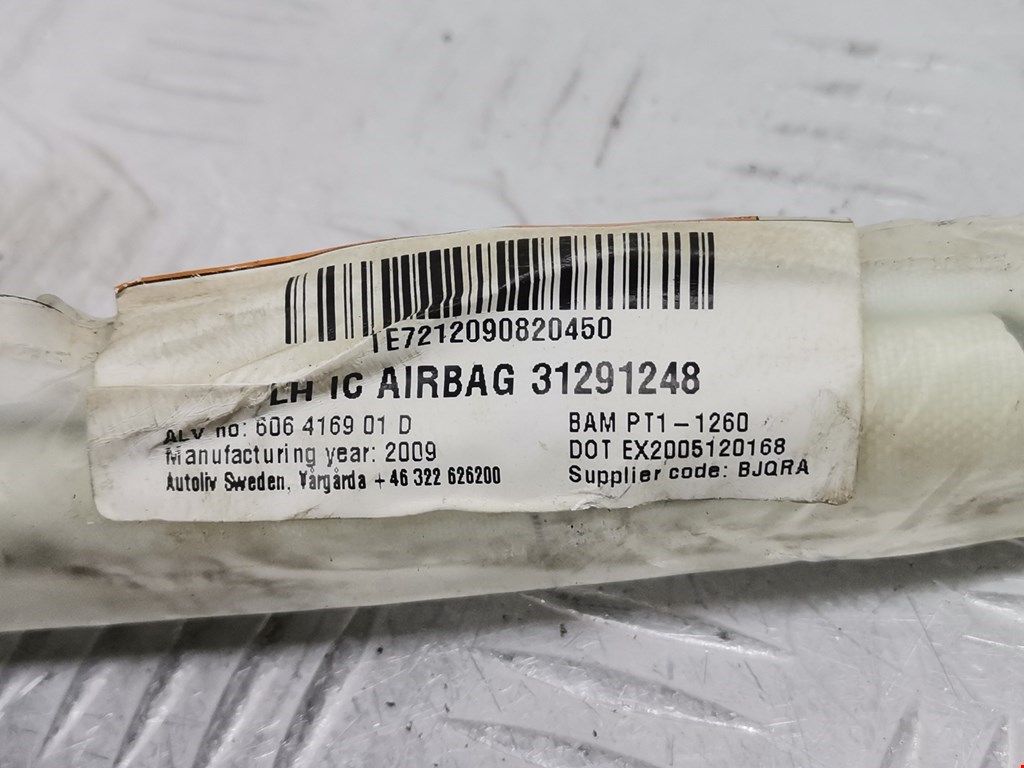 TE7212090820450
LH IC AIRBAG 31291248
ALV no: 606 4169 01 D
BAM PT1-1260
Manufacturing year: 2009
DOT EX2005120168
Autoliv Sweden, Vårgårda +46 322 626200
Supplier code: BJQRA